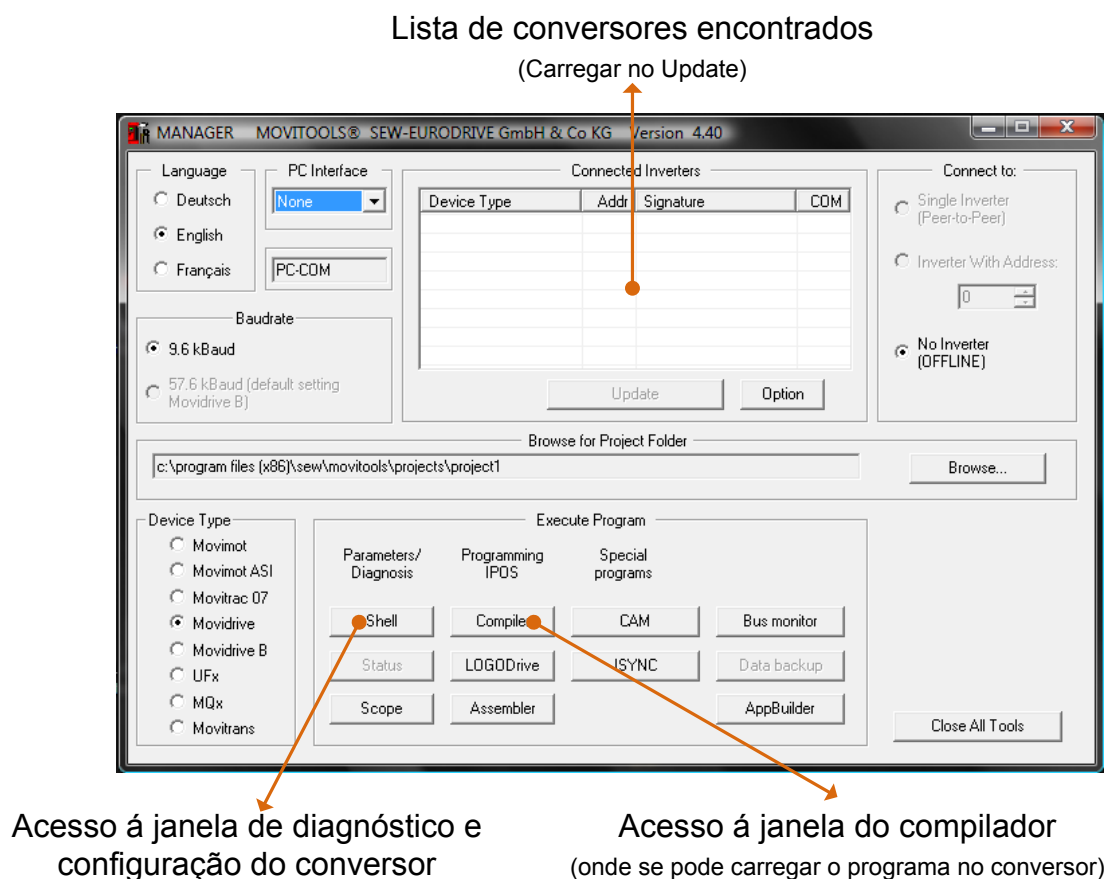 Lista de conversores encontrados
(Carregar no Update)
MANAGER MOVITOOLS® SEW-EURODRIVE GmbH & Co KG Version 4.40
Language
Deutsch
English
Français
PC Interface
None
PC-COM
Baudrate
9.6 kBaud
57.6 kBaud (default setting
Movidrive B)
Connected Inverters
Device Type Addr Signature COM
Update
Option
Connect to:
Single Inverter
(Peer-to-Peer)
Inverter With Address:
0
No Inverter
(OFFLINE)
Browse for Project Folder
c:\program files (x86)\sew\movitools\projects\project1
Browse...
Device Type
Movimot
Movimot ASI
Movitrac 07
Movidrive
Movidrive B
UFx
MQx
Movitrans
Execute Program
Parameters/
Diagnosis
Programming
IPOS
Special
programs
Shell Compiler CAM Bus monitor
Status LOGODrive ISYNC Data backup
Scope Assembler AppBuilder
Close All Tools
Acesso á janela de diagnóstico e
configuração do conversor
Acesso á janela do compilador
(onde se pode carregar o programa no conversor)